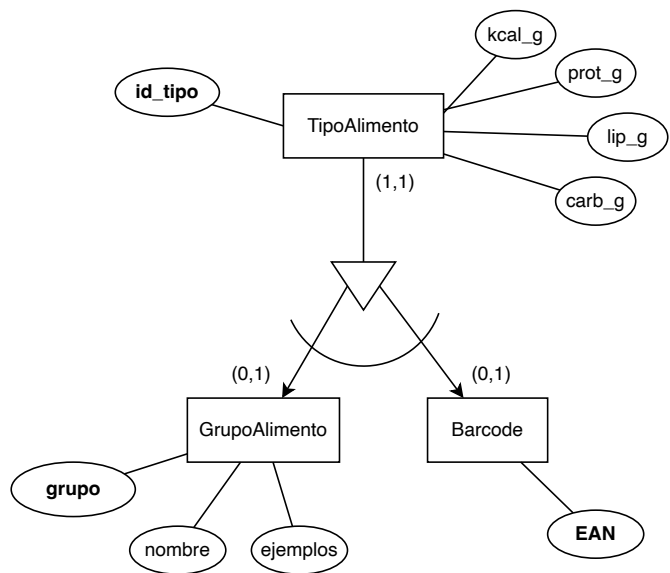 kcal_g
id_tipo
prot_g
TipoAlimento
lip_g
(1,1)
carb_g
(0,1)
(0,1)
GrupoAlimento
Barcode
grupo
nombre
ejemplos
EAN